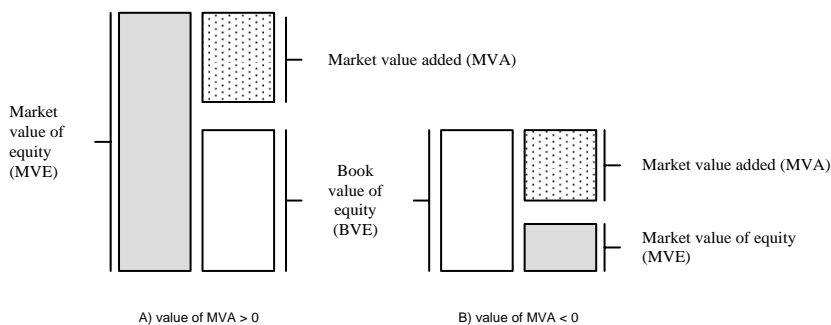 Market value added (MVA)
Market
value of
equity
(MVE)
Book
value of
equity
(BVE)
Market value added (MVA)
Market value of equity
(MVE)
A) value of MVA > 0
B) value of MVA < 0